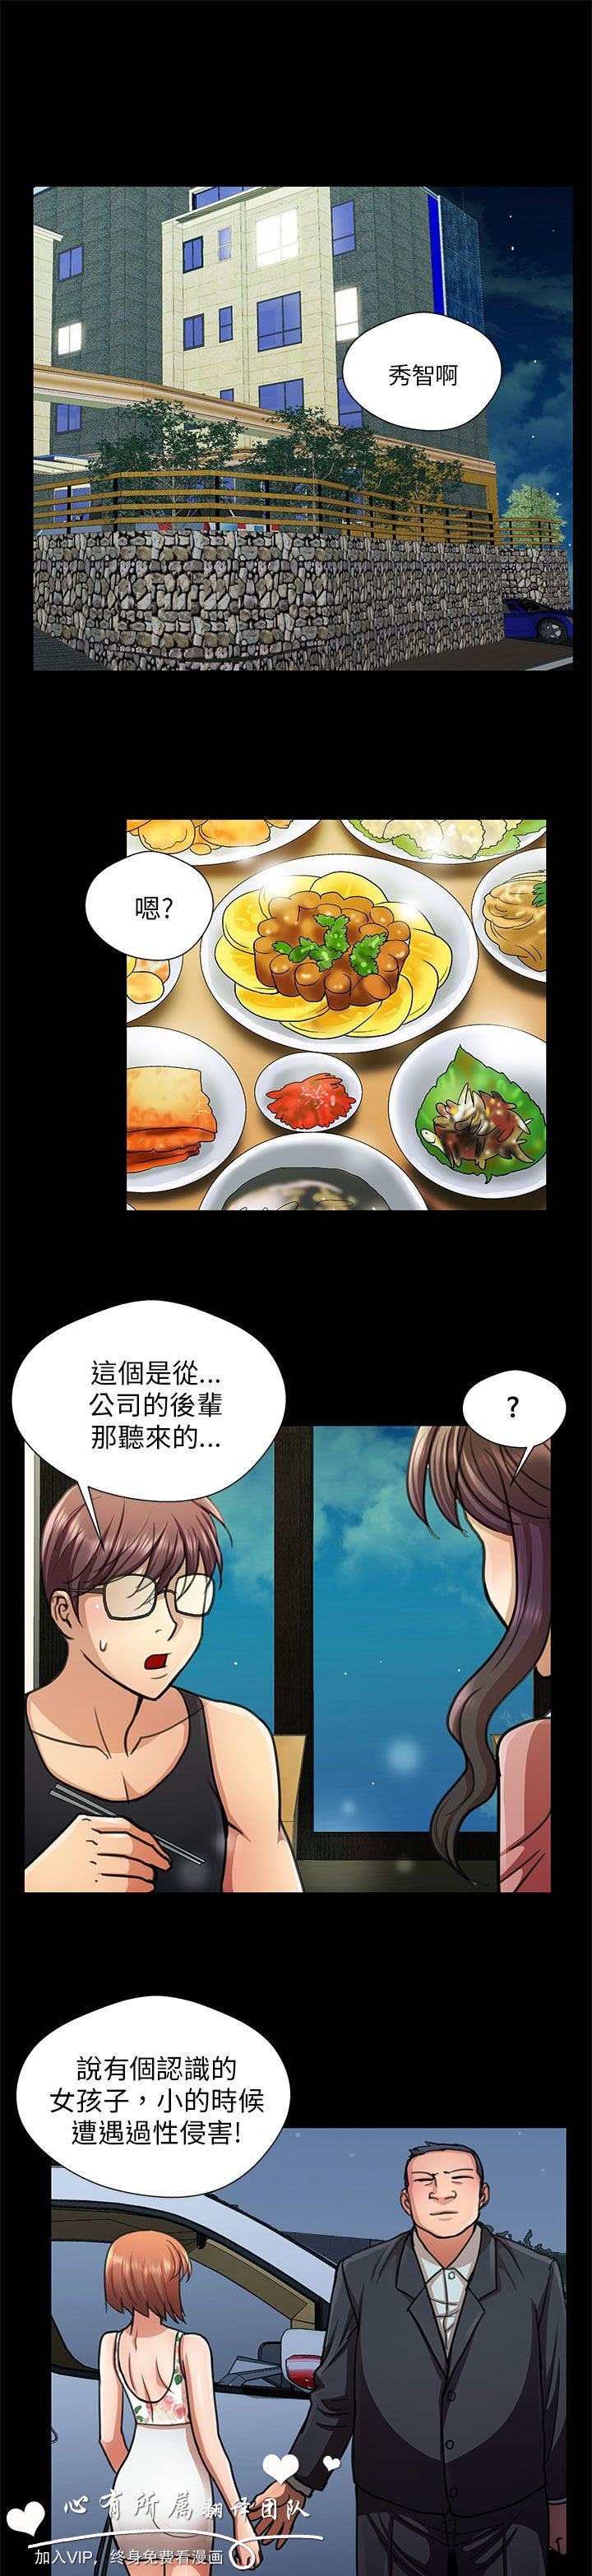 秀智啊
嗯?
這個是從...
公司的後輩
那聽來的...
?
說有個認識的
女孩子，小的時候
遭遇過性侵害!
心有所属翻译团队
加入VIP，终身免费看漫画